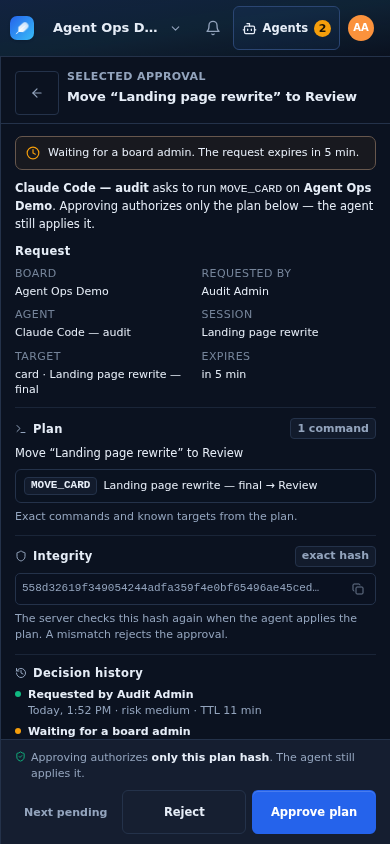 Agent Ops D…
Agents 2
AA
SELECTED APPROVAL
Move “Landing page rewrite” to Review
Waiting for a board admin. The request expires in 5 min.
Claude Code — audit asks to run MOVE_CARD on Agent Ops
Demo. Approving authorizes only the plan below — the agent
still applies it.
Request
BOARD
Agent Ops Demo
REQUESTED BY
Audit Admin
AGENT
Claude Code — audit
SESSION
Landing page rewrite
TARGET
card · Landing page rewrite —
final
EXPIRES
in 5 min
Plan
1 command
Move “Landing page rewrite” to Review
MOVE_CARD Landing page rewrite — final → Review
Exact commands and known targets from the plan.
Integrity
exact hash
558d32619f349054244adfa359f4e0bf65496ae45ced…
The server checks this hash again when the agent applies the
plan. A mismatch rejects the approval.
Decision history
Requested by Audit Admin
Today, 1:52 PM · risk medium · TTL 11 min
Waiting for a board admin
Approving authorizes only this plan hash. The agent still
applies it.
Next pending
Reject
Approve plan